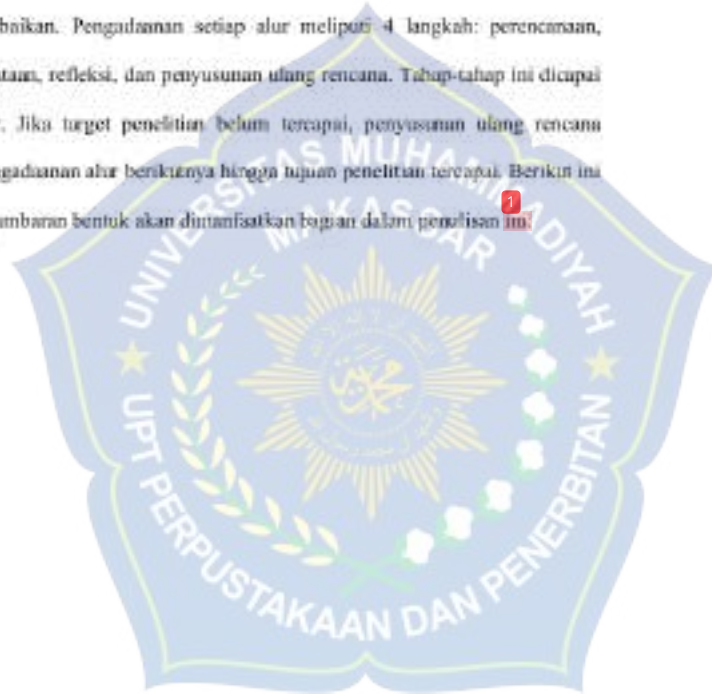 baikan. Pengadaanan setiap alur meliputi 4 langkah: perencanaan,
taan, refleksi, dan penyusunan ulang rencana. Tahap-tahap ini dicapai
Jika target penelitian belum tercapai, penyusunan ulang rencana
gadaanan alur berikutnya hingga tujuan penelitian tercapai. Berikut ini
1
mbaran bentuk akan dimanfaatkan bagian dalam penulisan ini:
UNIVERSITAS MUHAMMADIYAH
MAKASSAR
UPT PERPUSTAKAAN DAN PENERBITAN